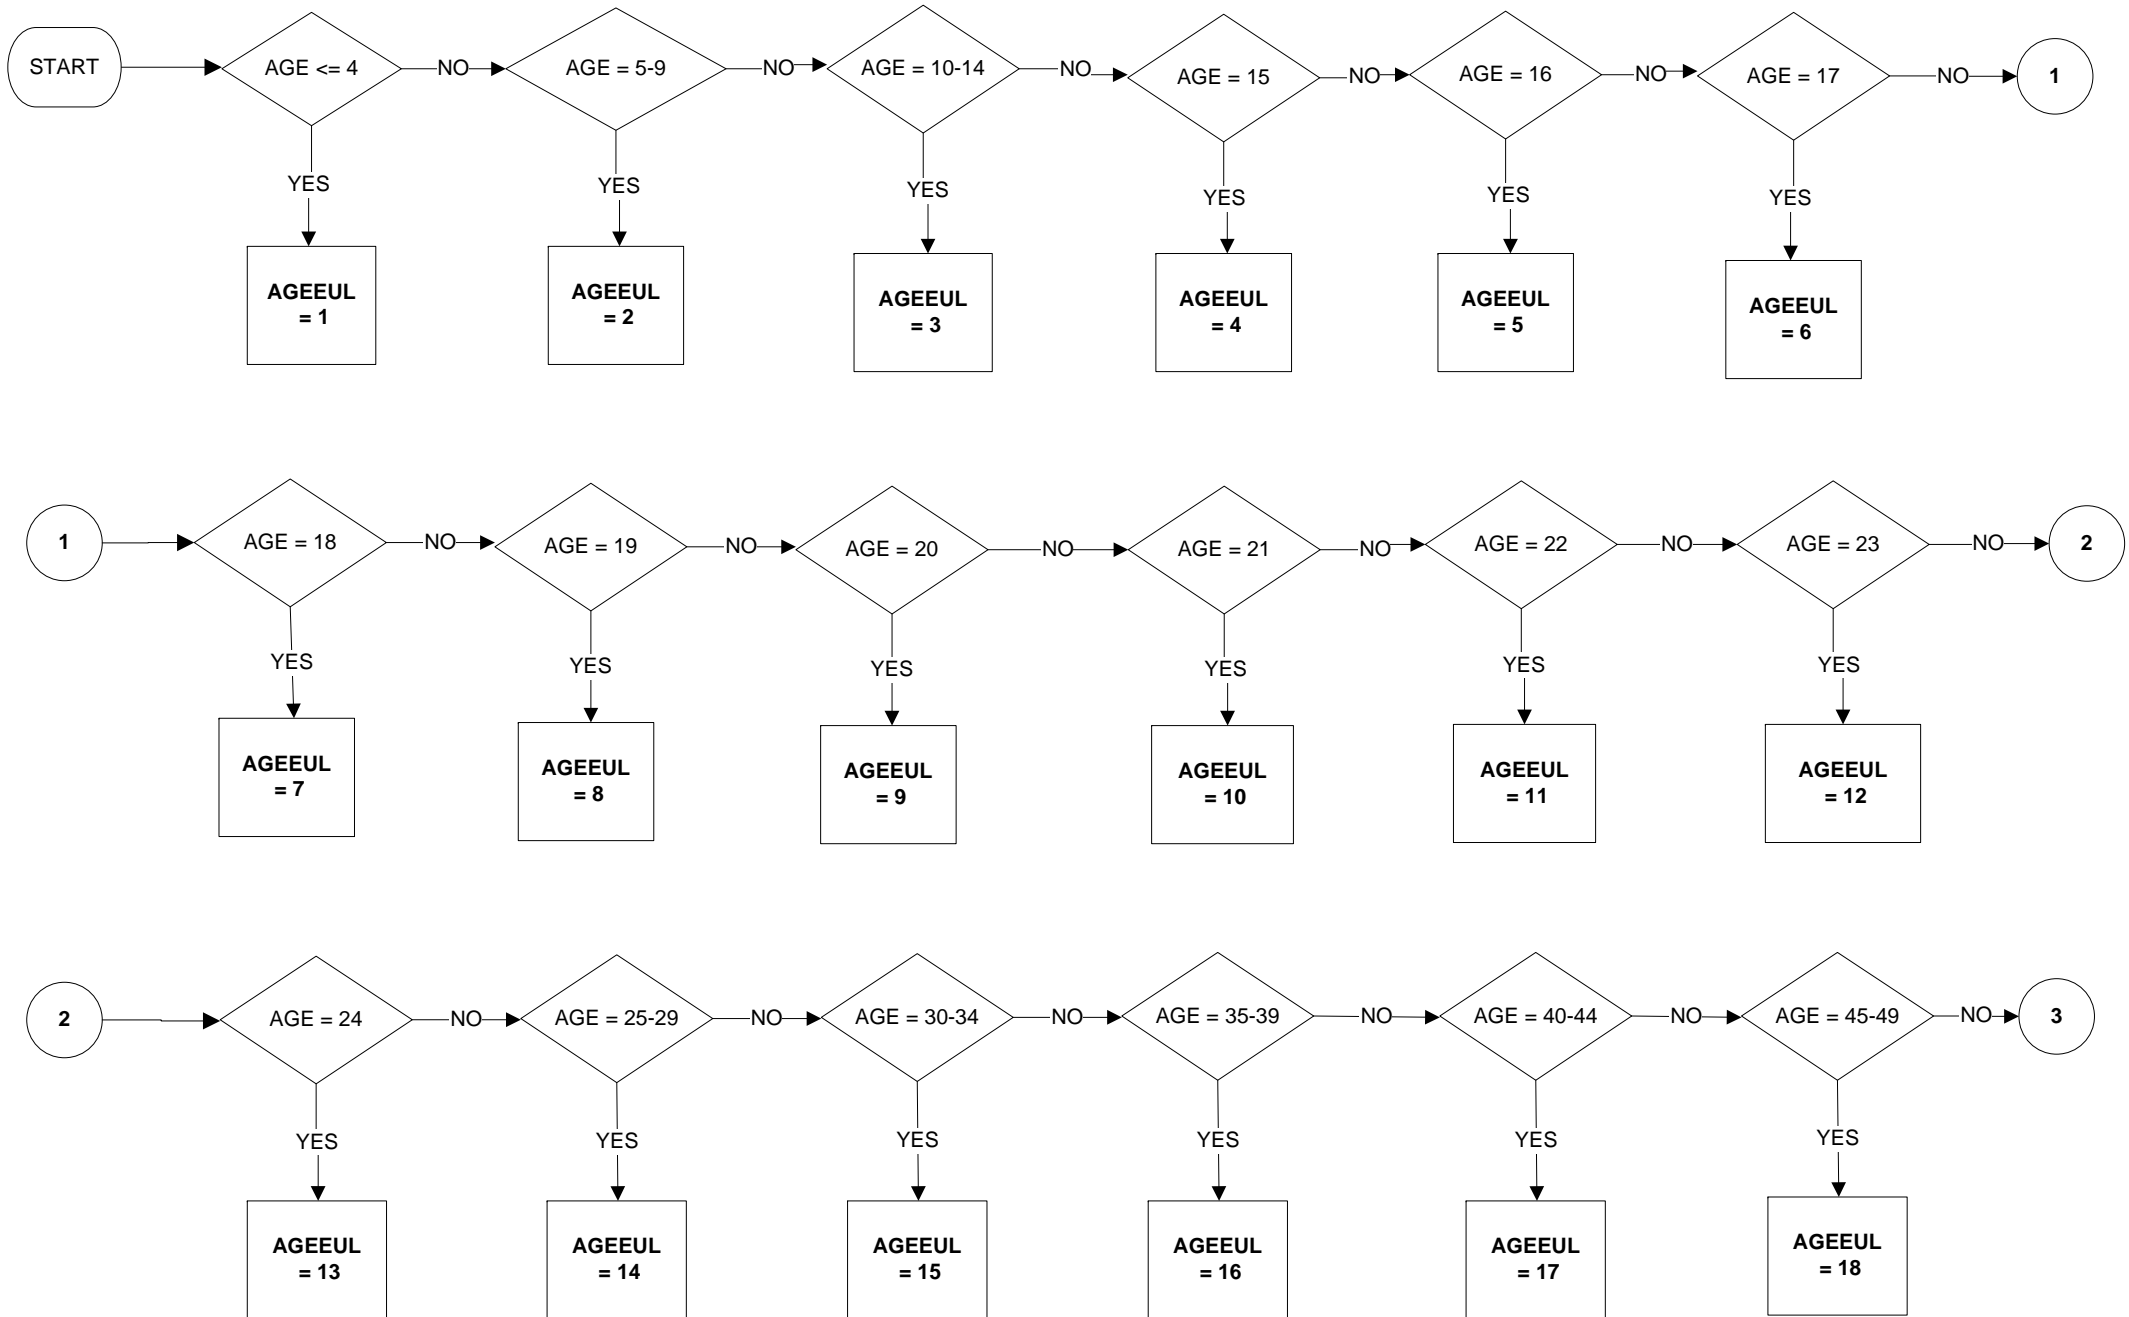 START
AGE <= 4
NO
AGE = 5-9
NO
AGE = 10-14
NO
AGE = 15
NO
AGE = 16
NO
AGE = 17
NO
1
YES
YES
YES
YES
YES
YES
AGEEUL
= 1
AGEEUL
= 2
AGEEUL
= 3
AGEEUL
= 4
AGEEUL
= 5
AGEEUL
= 6
1
AGE = 18
NO
AGE = 19
NO
AGE = 20
NO
AGE = 21
NO
AGE = 22
NO
AGE = 23
NO
2
YES
YES
YES
YES
YES
YES
AGEEUL
= 7
AGEEUL
= 8
AGEEUL
= 9
AGEEUL
= 10
AGEEUL
= 11
AGEEUL
= 12
2
AGE = 24
NO
AGE = 25-29
NO
AGE = 30-34
NO
AGE = 35-39
NO
AGE = 40-44
NO
AGE = 45-49
NO
3
YES
YES
YES
YES
YES
YES
AGEEUL
= 13
AGEEUL
= 14
AGEEUL
= 15
AGEEUL
= 16
AGEEUL
= 17
AGEEUL
= 18